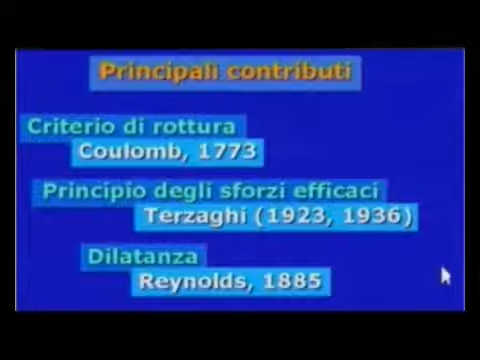 Principali contributi
Criterio di rottura
Coulomb, 1773
Principio degli sforzi efficaci
Terzaghi (1923, 1936)
Dilatanza
Reynolds, 1885